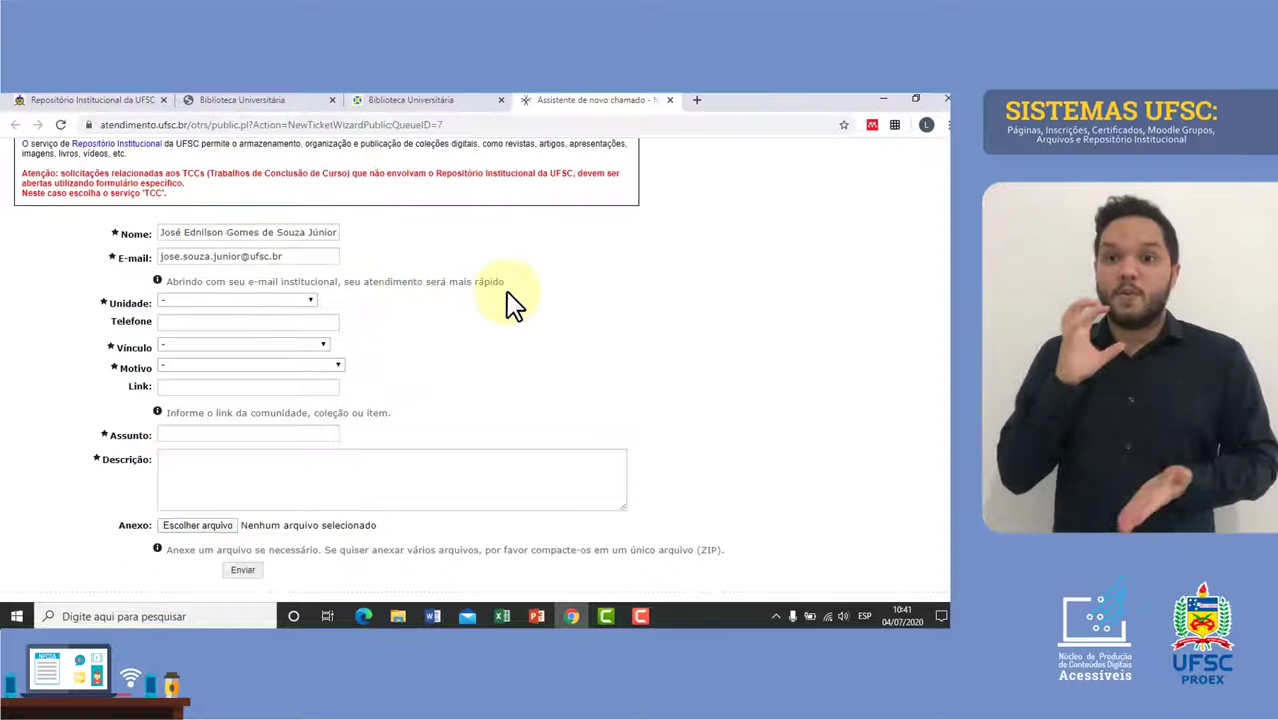 Repositório Institucional da UFSC
Biblioteca Universitária
Biblioteca Universitária
Assistente de novo chamado - N
atendimento.ufsc.br/otrs/public.pl?Action=NewTicketWizardPublic;QueueID=7
L
O serviço de Repositório Institucional da UFSC permite o armazenamento, organização e publicação de coleções digitais, como revistas, artigos, apresentações,
imagens, livros, vídeos, etc.
Atenção: solicitações relacionadas aos TCCs (Trabalhos de Conclusão de Curso) que não envolvam o Repositório Institucional da UFSC, devem ser
abertas utilizando formulário específico.
Neste caso escolha o serviço 'TCC'.
★ Nome: José Ednilson Gomes de Souza Júnior
★ E-mail: jose.souza.junior@ufsc.br
Abrindo com seu e-mail institucional, seu atendimento será mais rápido
★ Unidade: -
Telefone
★ Vínculo -
★ Motivo -
Link:
Informe o link da comunidade, coleção ou item.
★ Assunto:
★ Descrição:
Anexo: Escolher arquivo Nenhum arquivo selecionado
Anexe um arquivo se necessário. Se quiser anexar vários arquivos, por favor compacte-os em um único arquivo (ZIP).
Enviar
Digite aqui para pesquisar
ESP
10:41
04/07/2020
SISTEMAS UFSC:
Páginas, Inscrições, Certificados, Moodle Grupos,
Arquivos e Repositório Institucional
Núcleo de Produção
de Conteúdos Digitais
Acessíveis
UFSC
PROEX
NPCDA